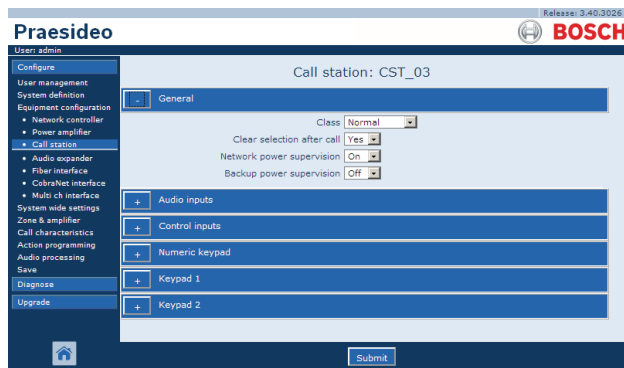 Release: 3.40.3026
Praesideo
BOSCH
User: admin
Configure
User management
System definition
Equipment configuration
• Network controller
• Power amplifier
• Call station
• Audio expander
• Fiber interface
• CobraNet interface
• Multi ch interface
System wide settings
Zone & amplifier
Call characteristics
Action programming
Audio processing
Save
Diagnose
Upgrade
Call station: CST_03
- General
Class Normal
Clear selection after call Yes
Network power supervision On
Backup power supervision Off
+ Audio inputs
+ Control inputs
+ Numeric keypad
+ Keypad 1
+ Keypad 2
Submit